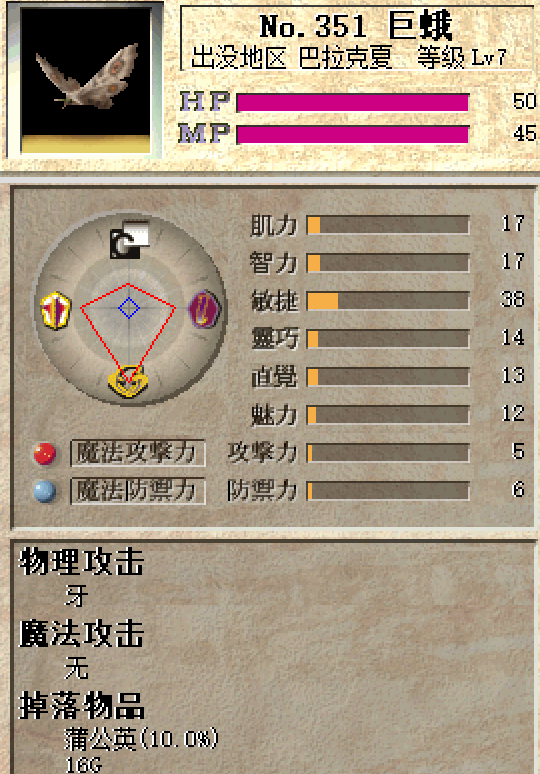 No.351 巨蛾
出没地区 巴拉克夏 等级Lv7
HP 50
MP 45
肌力 17
智力 17
敏捷 38
靈巧 14
直覺 13
魅力 12
魔法攻擊力 攻擊力 5
魔法防禦力 防禦力 6
物理攻击
牙
魔法攻击
无
掉落物品
蒲公英(10.0%)
16G